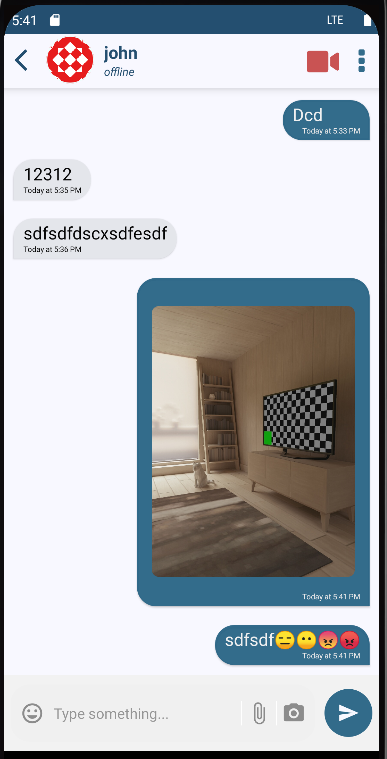 5:41
LTE
john
offline
Dcd
Today at 5:33 PM
12312
Today at 5:35 PM
sdfsdfdscxsdfesdf
Today at 5:36 PM
Today at 5:41 PM
sdfsdf😑😶😡👿
Today at 5:41 PM
Type something...